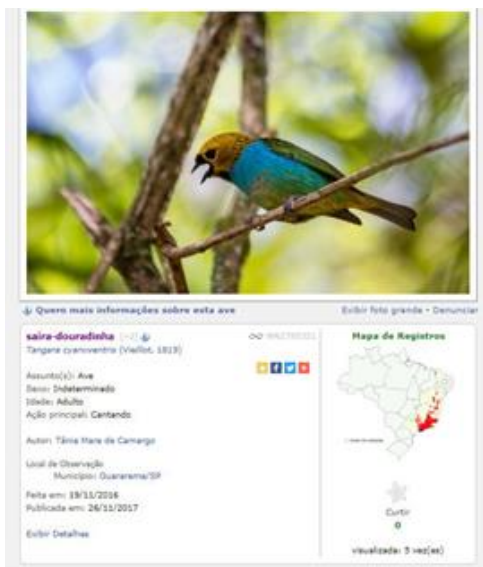 Quero mais informações sobre esta ave
Exibir foto grande - Denunciar
saíra-douradinha
Tangara cyanoventris (Vieillot, 1819)
Assunto(s): Ave
Sexo: Indeterminado
Idade: Adulto
Ação principal: Cantando
Autor: Tânia Mara de Camargo
Local de Observação
Município: Guararema/SP
Feita em: 19/11/2016
Publicada em: 26/11/2017
Exibir Detalhes
Mapa de Registros
Curtir
0
visualizada: 5 vez(es)